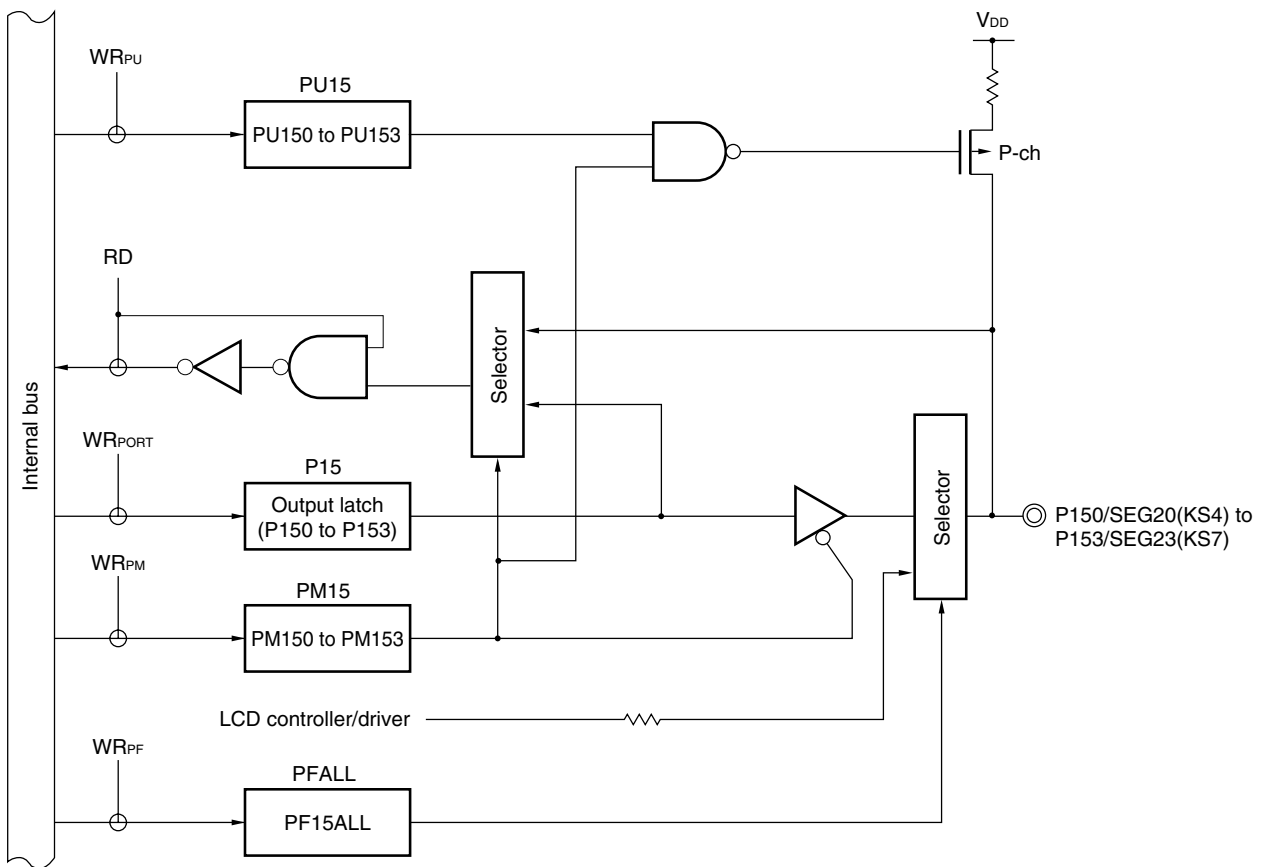 VDD
WRPU
PU15
PU150 to PU153
P-ch
RD
Selector
Internal bus
WRPORT
P15
Output latch
(P150 to P153)
Selector
P150/SEG20(KS4) to
P153/SEG23(KS7)
WRPM
PM15
PM150 to PM153
LCD controller/driver
WRPF
PFALL
PF15ALL